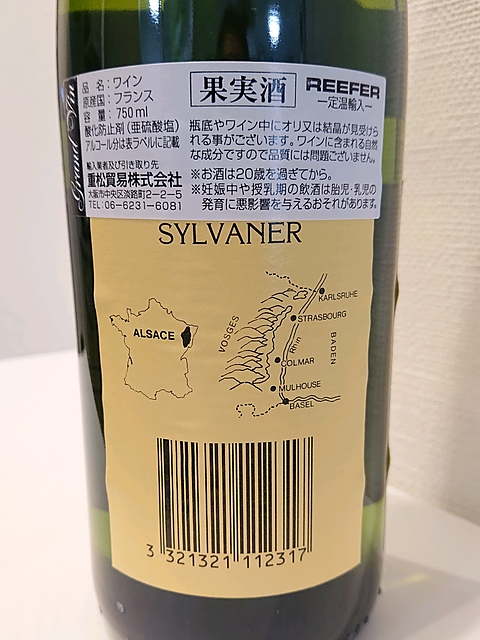 Grand Vin
品 名：ワイン
原産国：フランス
容 量：750ml
酸化防止剤（亜硫酸塩）
アルコール分は表ラベルに記載
輸入業者及び引き取り先
重松貿易株式会社
大阪市中央区淡路町2-2-5
TEL:06-6231-6081
果実酒
REEFER
ー定温輸入ー
瓶底やワイン中にオリ又は結晶が見受けら
れる事がございます。ワインに含まれる自然
な成分ですので品質には問題ございません。
※お酒は20歳を過ぎてから。
※妊娠中や授乳期の飲酒は胎児・乳児の
発育に悪影響を与えるおそれがあります。
SYLVANER
ALSACE
VOSGES
KARLSRUHE
STRASBOURG
Rhin
BADEN
COLMAR
MULHOUSE
BASEL
3 321321 112317